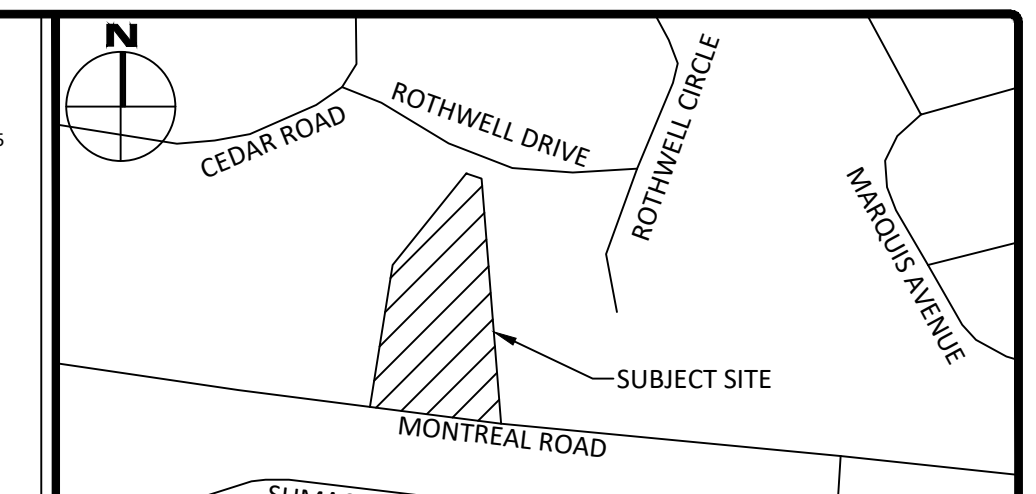 N
ROTHWELL DRIVE
ROTHWELL CIRCLE
CEDAR ROAD
MARQUIS AVENUE
SUBJECT SITE
MONTREAL ROAD